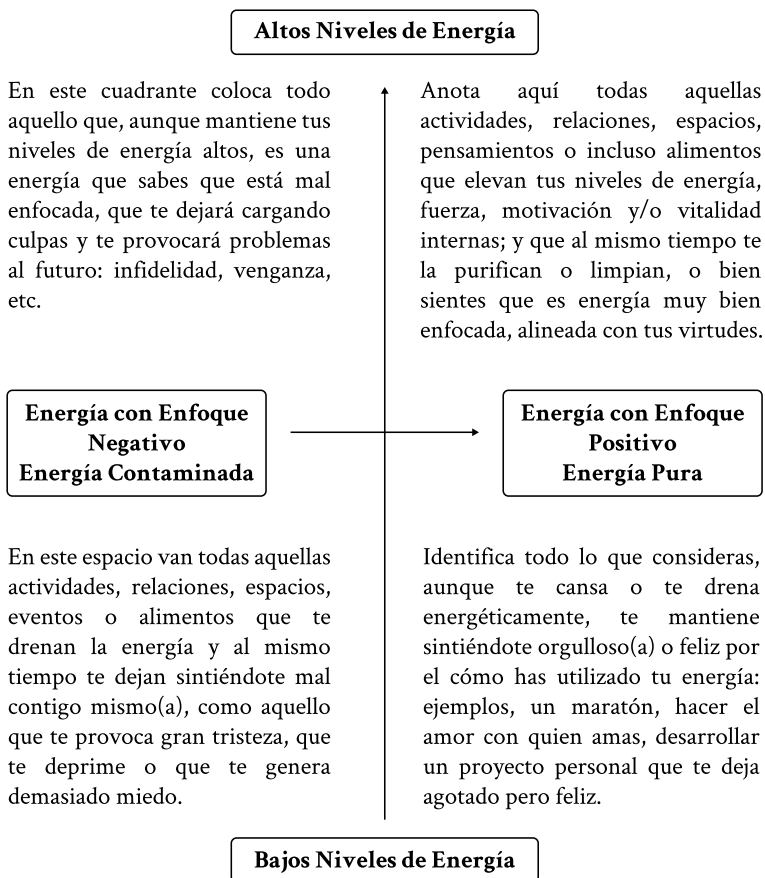 Altos Niveles de Energía
En este cuadrante coloca todo
aquello que, aunque mantiene tus
niveles de energía altos, es una
energía que sabes que está mal
enfocada, que te dejará cargando
culpas y te provocará problemas
al futuro: infidelidad, venganza,
etc.
Anota aquí todas aquellas
actividades, relaciones, espacios,
pensamientos o incluso alimentos
que elevan tus niveles de energía,
fuerza, motivación y/o vitalidad
internas; y que al mismo tiempo te
la purifican o limpian, o bien
sientes que es energía muy bien
enfocada, alineada con tus virtudes.
Energía con Enfoque
Negativo
Energía Contaminada
Energía con Enfoque
Positivo
Energía Pura
En este espacio van todas aquellas
actividades, relaciones, espacios,
eventos o alimentos que te
drenan la energía y al mismo
tiempo te dejan sintiéndote mal
contigo mismo(a), como aquello
que te provoca gran tristeza, que
te deprime o que te genera
demasiado miedo.
Identifica todo lo que consideras,
aunque te cansa o te drena
energéticamente, te mantiene
sintiéndote orgulloso(a) o feliz por
el cómo has utilizado tu energía:
ejemplos, un maratón, hacer el
amor con quien amas, desarrollar
un proyecto personal que te deja
agotado pero feliz.
Bajos Niveles de Energía